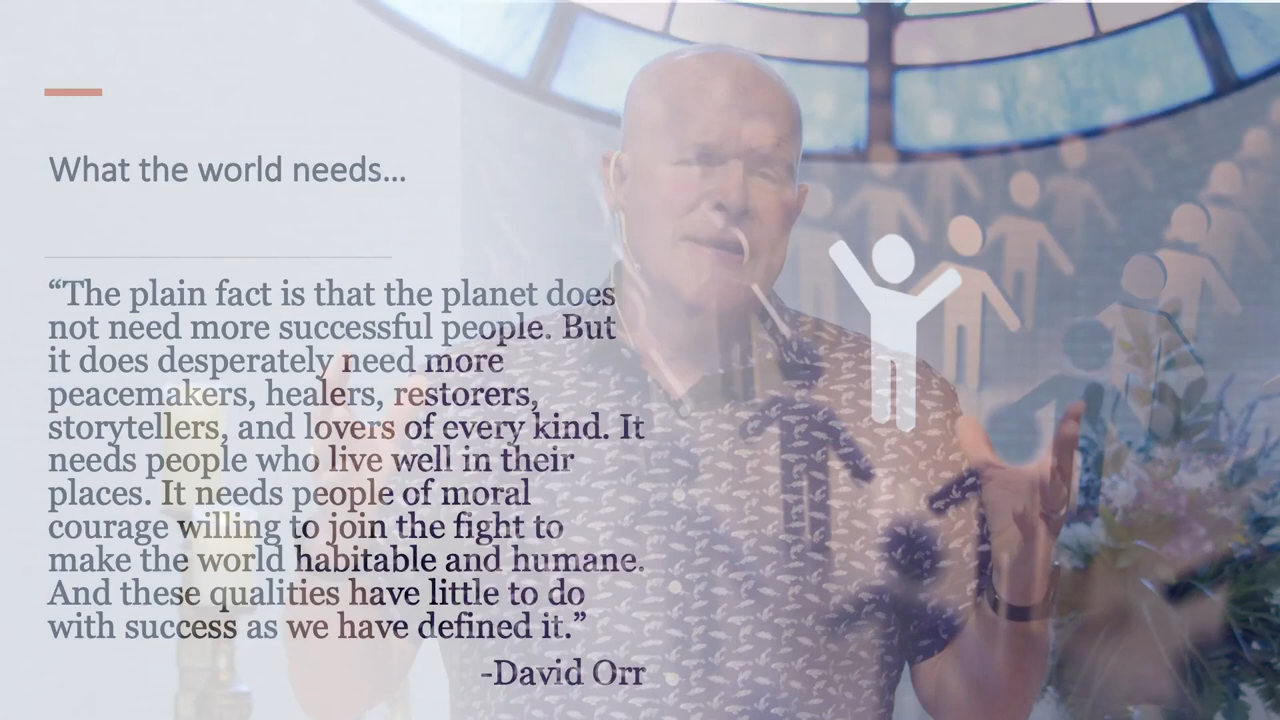 What the world needs...
“The plain fact is that the planet does
not need more successful people. But
it does desperately need more
peacemakers, healers, restorers,
storytellers, and lovers of every kind. It
needs people who live well in their
places. It needs people of moral
courage willing to join the fight to
make the world habitable and humane.
And these qualities have little to do
with success as we have defined it.”
-David Orr